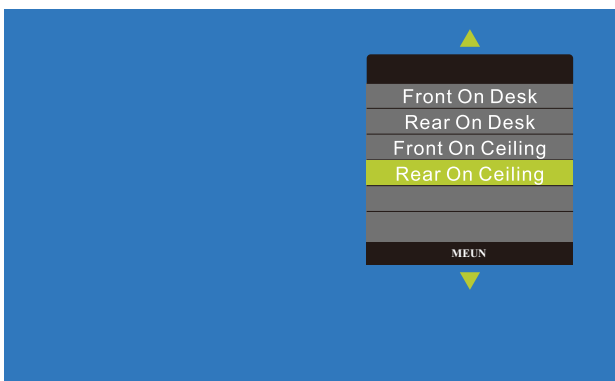 Front On Desk
Rear On Desk
Front On Ceiling
Rear On Ceiling
MEUN